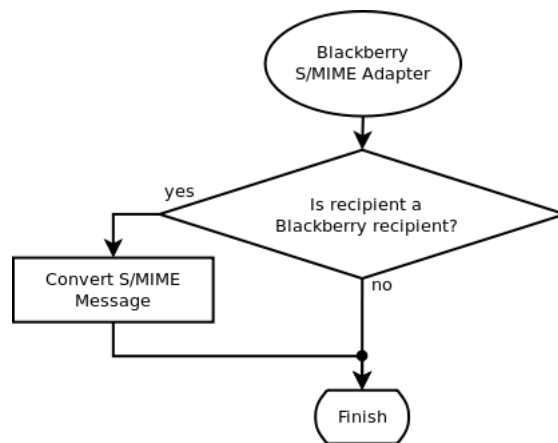 Blackberry
S/MIME Adapter
Is recipient a
Blackberry recipient?
yes
no
Convert S/MIME
Message
Finish